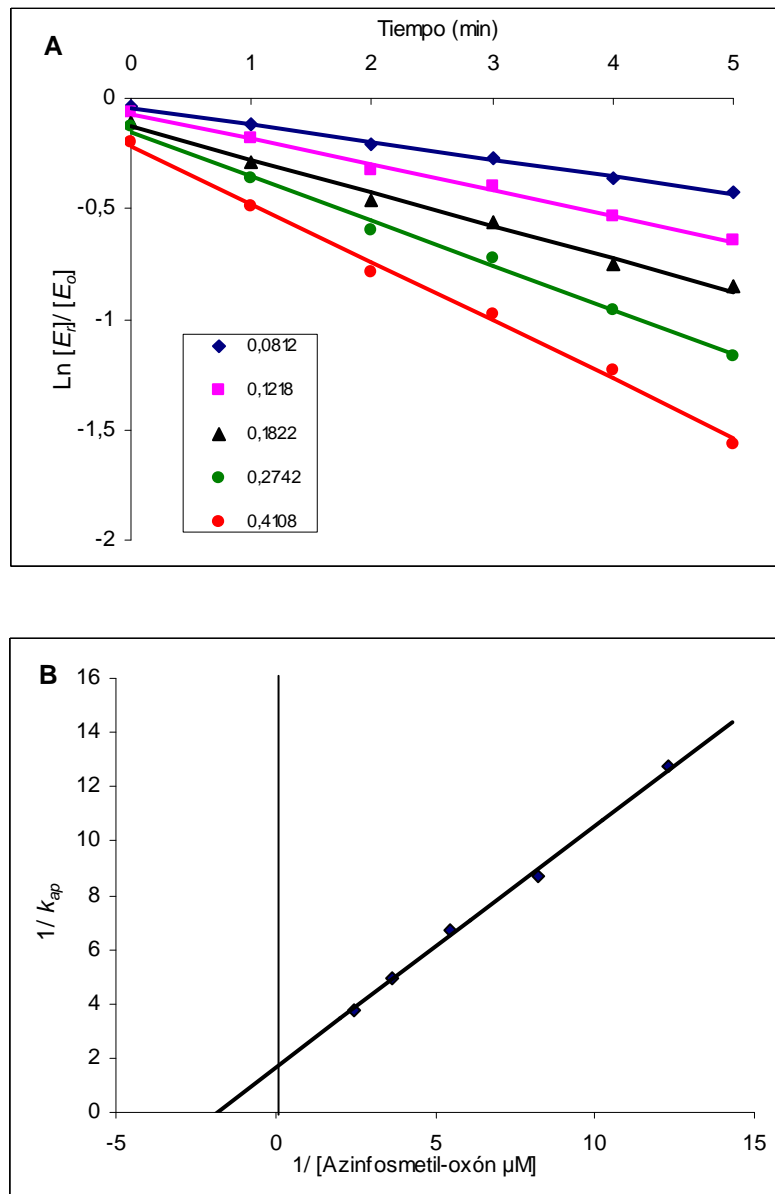 A
Tiempo (min)
0 1 2 3 4 5
0
-0,5
-1
-1,5
-2
Ln [Er]/ [Eo]
0,0812
0,1218
0,1822
0,2742
0,4108
B
16
14
12
10
8
6
4
2
0
1/ kap
-5 0 5 10 15
1/ [Azinfosmetil-oxón µM]